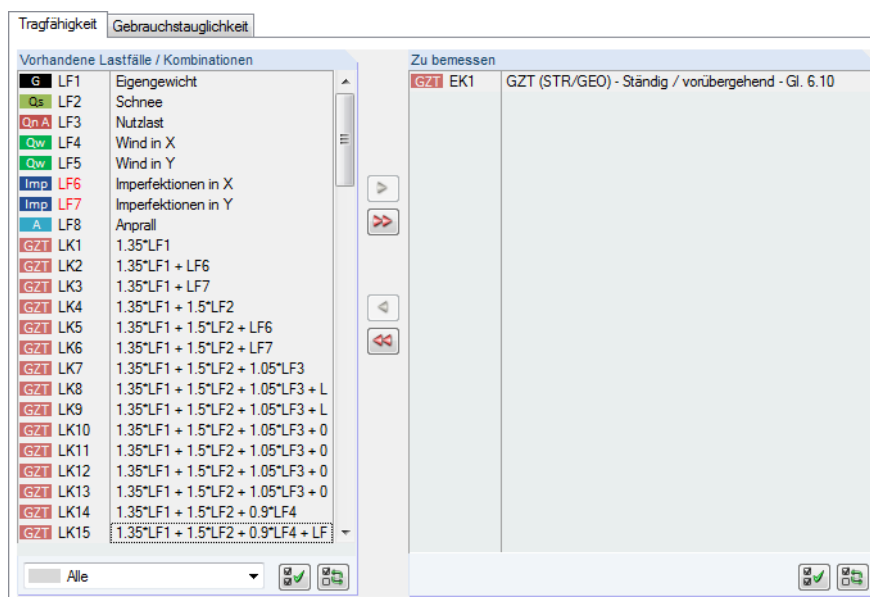 Tragfähigkeit Gebrauchstauglichkeit
Vorhandene Lastfälle / Kombinationen
G LF1 Eigengewicht
Qs LF2 Schnee
Qn A LF3 Nutzlast
Qw LF4 Wind in X
Qw LF5 Wind in Y
Imp LF6 Imperfektionen in X
Imp LF7 Imperfektionen in Y
A LF8 Anprall
GZT LK1 1.35*LF1
GZT LK2 1.35*LF1 + LF6
GZT LK3 1.35*LF1 + LF7
GZT LK4 1.35*LF1 + 1.5*LF2
GZT LK5 1.35*LF1 + 1.5*LF2 + LF6
GZT LK6 1.35*LF1 + 1.5*LF2 + LF7
GZT LK7 1.35*LF1 + 1.5*LF2 + 1.05*LF3
GZT LK8 1.35*LF1 + 1.5*LF2 + 1.05*LF3 + L
GZT LK9 1.35*LF1 + 1.5*LF2 + 1.05*LF3 + L
GZT LK10 1.35*LF1 + 1.5*LF2 + 1.05*LF3 + 0
GZT LK11 1.35*LF1 + 1.5*LF2 + 1.05*LF3 + 0
GZT LK12 1.35*LF1 + 1.5*LF2 + 1.05*LF3 + 0
GZT LK13 1.35*LF1 + 1.5*LF2 + 1.05*LF3 + 0
GZT LK14 1.35*LF1 + 1.5*LF2 + 0.9*LF4
GZT LK15 1.35*LF1 + 1.5*LF2 + 0.9*LF4 + LF
Alle
Zu bemessen
GZT EK1 GZT (STR/GEO) - Ständig / vorübergehend - Gl. 6.10